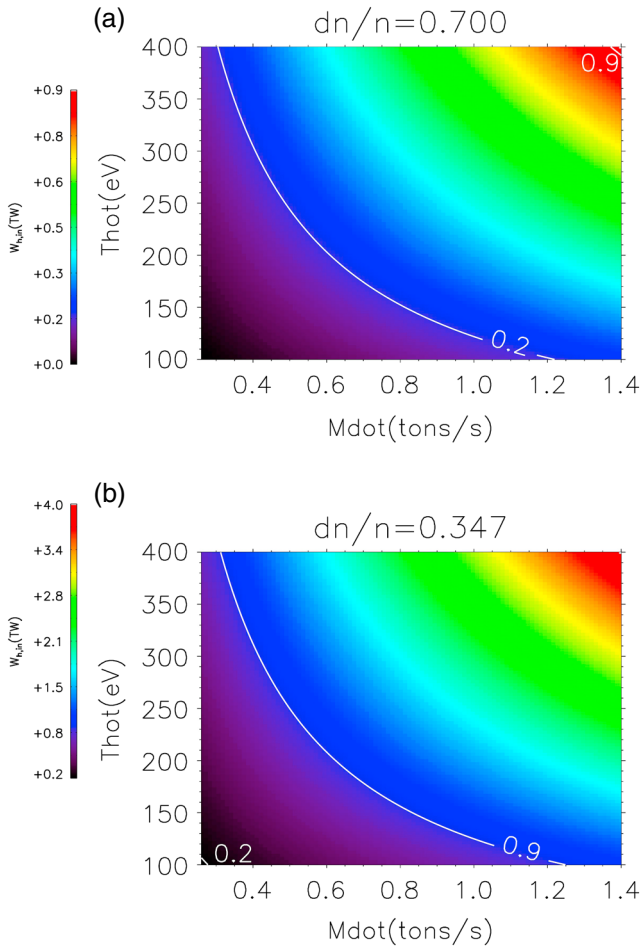 (a)
dn/n=0.700
+0.9
+0.8
+0.6
+0.5
+0.3
+0.2
+0.0
W_{h,in}(TW)
400
350
300
250
200
150
100
Thot(eV)
0.9
0.2
0.4 0.6 0.8 1.0 1.2 1.4
Mdot(tons/s)
(b)
dn/n=0.347
+4.0
+3.4
+2.8
+2.1
+1.5
+0.8
+0.2
W_{h,in}(TW)
400
350
300
250
200
150
100
Thot(eV)
0.2
0.9
0.4 0.6 0.8 1.0 1.2 1.4
Mdot(tons/s)